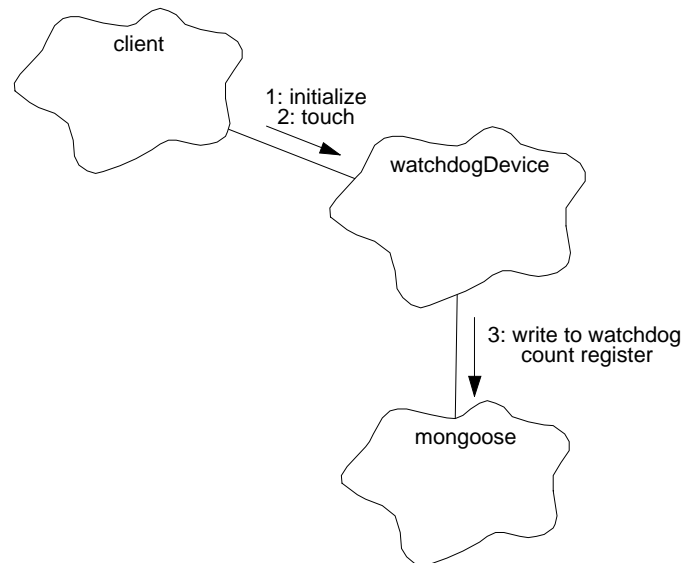 client
1: initialize
2: touch
watchdogDevice
3: write to watchdog
count register
mongoose